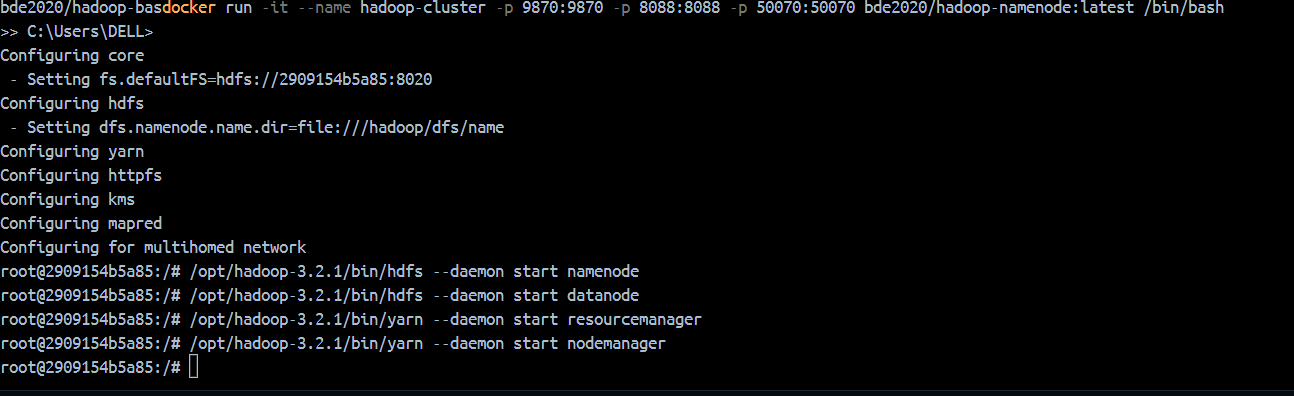 bde2020/hadoop-basdocker run -it --name hadoop-cluster -p 9870:9870 -p 8088:8088 -p 50070:50070 bde2020/hadoop-namenode:latest /bin/bash
>> C:\Users\DELL>
Configuring core
 - Setting fs.defaultFS=hdfs://2909154b5a85:8020
Configuring hdfs
 - Setting dfs.namenode.name.dir=file:///hadoop/dfs/name
Configuring yarn
Configuring httpfs
Configuring kms
Configuring mapred
Configuring for multihomed network
root@2909154b5a85:/# /opt/hadoop-3.2.1/bin/hdfs --daemon start namenode
root@2909154b5a85:/# /opt/hadoop-3.2.1/bin/hdfs --daemon start datanode
root@2909154b5a85:/# /opt/hadoop-3.2.1/bin/yarn --daemon start resourcemanager
root@2909154b5a85:/# /opt/hadoop-3.2.1/bin/yarn --daemon start nodemanager
root@2909154b5a85:/#